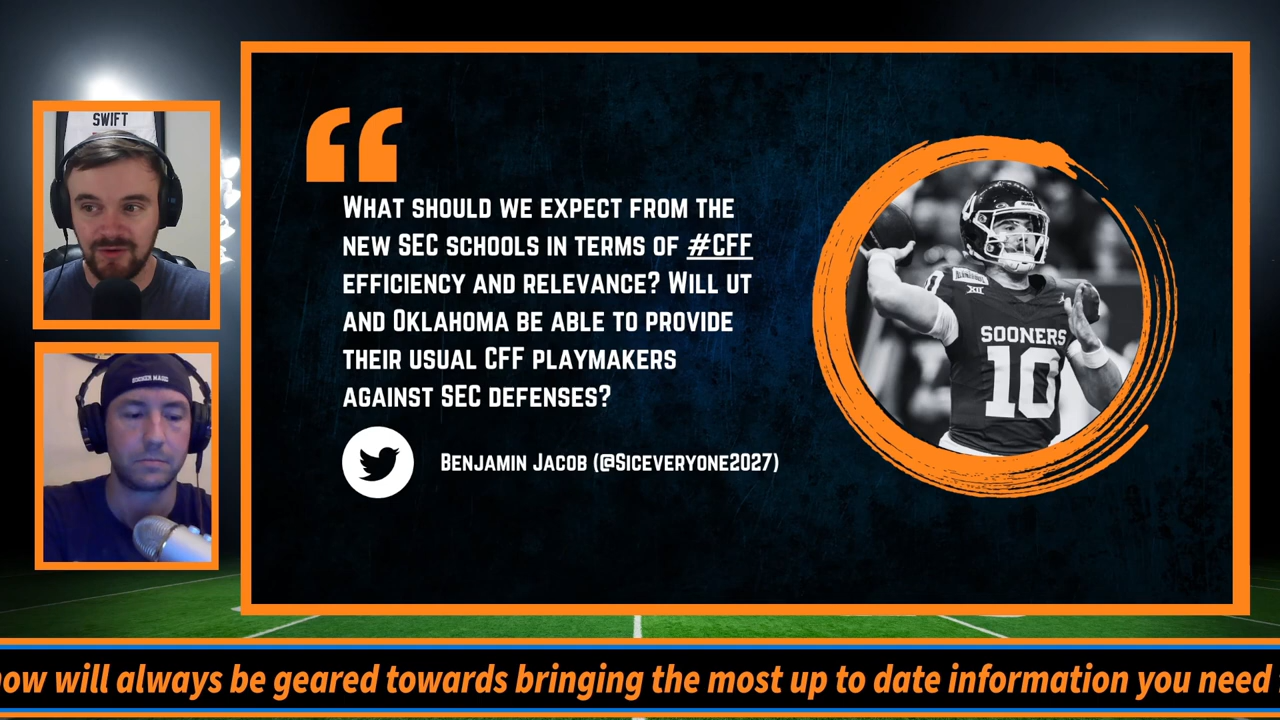 SWIFT
WHAT SHOULD WE EXPECT FROM THE
NEW SEC SCHOOLS IN TERMS OF #CFF
EFFICIENCY AND RELEVANCE? WILL UT
AND OKLAHOMA BE ABLE TO PROVIDE
THEIR USUAL CFF PLAYMAKERS
AGAINST SEC DEFENSES?
BENJAMIN JACOB (@SICEVERYONE2027)
SOONERS
10
XII
ow will always be geared towards bringing the most up to date information you need